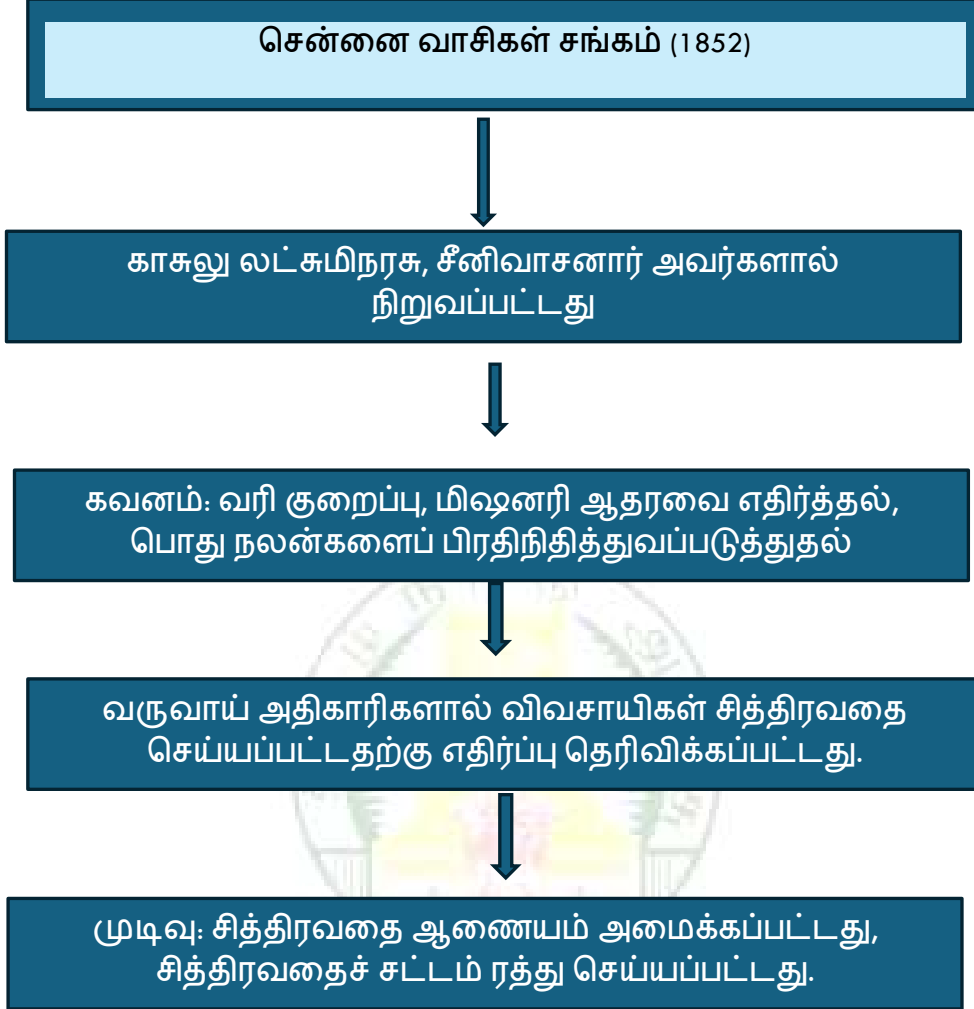 சென்னை வாசிகள் சங்கம் (1852)
காசுலு லட்சுமிநரசு, சீனிவாசனார் அவர்களால்
நிறுவப்பட்டது
கவனம்: வரி குறைப்பு, மிஷனரி ஆதரவை எதிர்த்தல்,
பொது நலன்களைப் பிரதிநிதித்துவப்படுத்துதல்
வருவாய் அதிகாரிகளால் விவசாயிகள் சித்திரவதை
செய்யப்பட்டதற்கு எதிர்ப்பு தெரிவிக்கப்பட்டது.
முடிவு: சித்திரவதை ஆணையம் அமைக்கப்பட்டது,
சித்திரவதைச் சட்டம் ரத்து செய்யப்பட்டது.